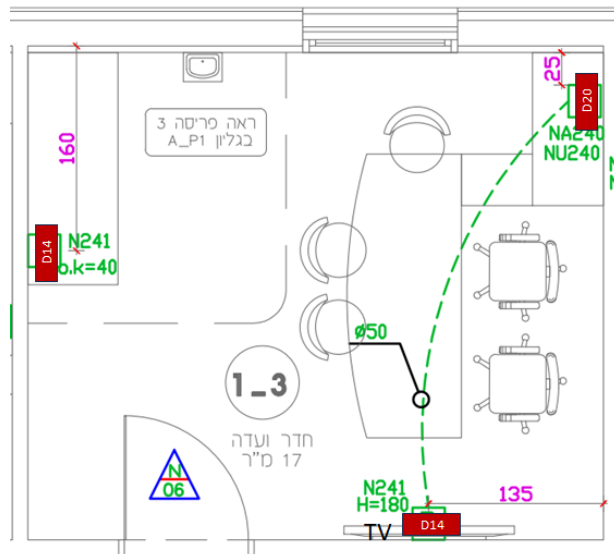 25
D20
NA240
NU240
160
ראה פריסה 3
בגליון A_P1
D14
N241
o.k=40
ø50
1_3
חדר ועדה
17 מ"ר
N
06
N241
H=180
135
TV
D14